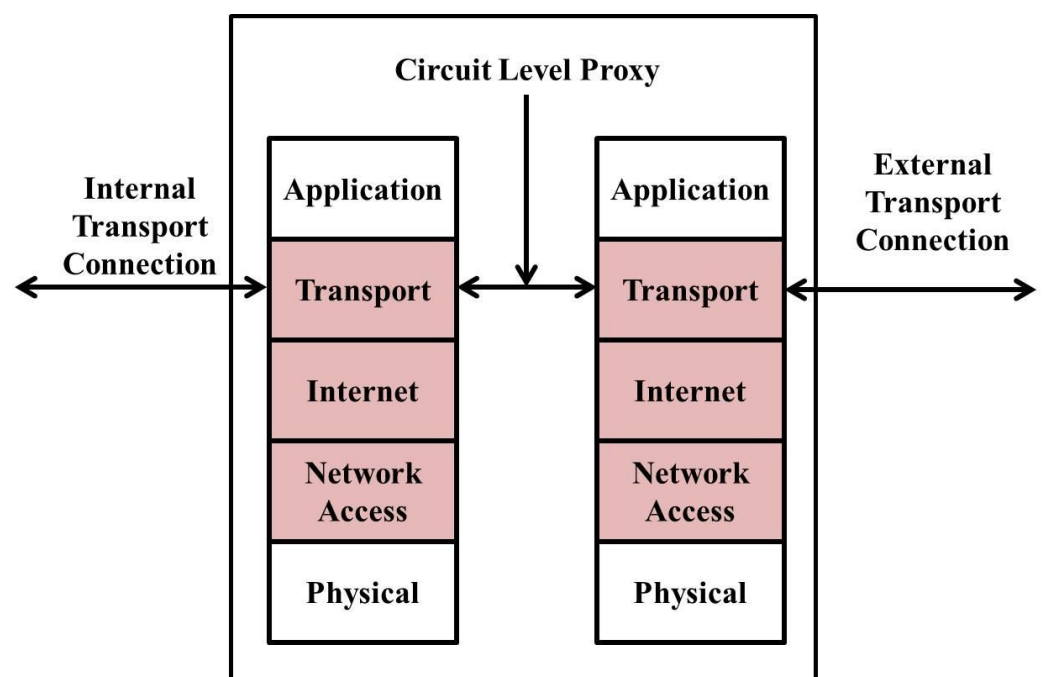 Circuit Level Proxy
Internal
Transport
Connection
Application
Transport
Internet
Network
Access
Physical
Application
Transport
Internet
Network
Access
Physical
External
Transport
Connection